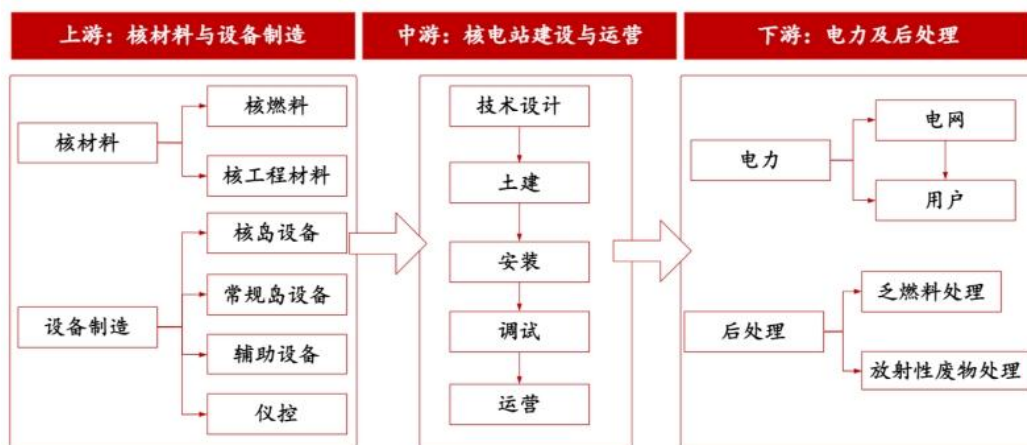 上游：核材料与设备制造
中游：核电站建设与运营
下游：电力及后处理
核材料
核燃料
核工程材料
设备制造
核岛设备
常规岛设备
辅助设备
仪控
技术设计
土建
安装
调试
运营
电力
电网
用户
后处理
乏燃料处理
放射性废物处理